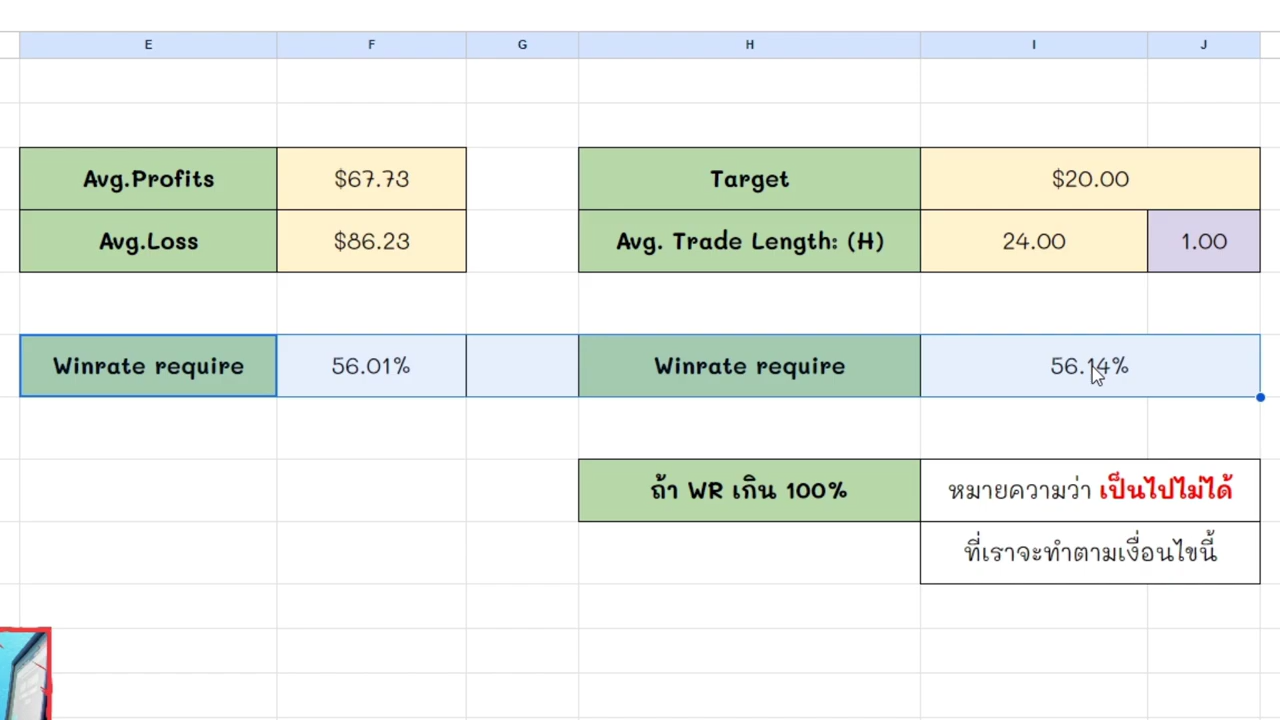 E F G H I J
Avg.Profits $67.73 Target $20.00
Avg.Loss $86.23 Avg. Trade Length: (H) 24.00 1.00
Winrate require 56.01% Winrate require 56.14%
ถ้า WR เกิน 100% หมายความว่า เป็นไปไม่ได้
ที่เราจะทำตามเงื่อนไขนี้